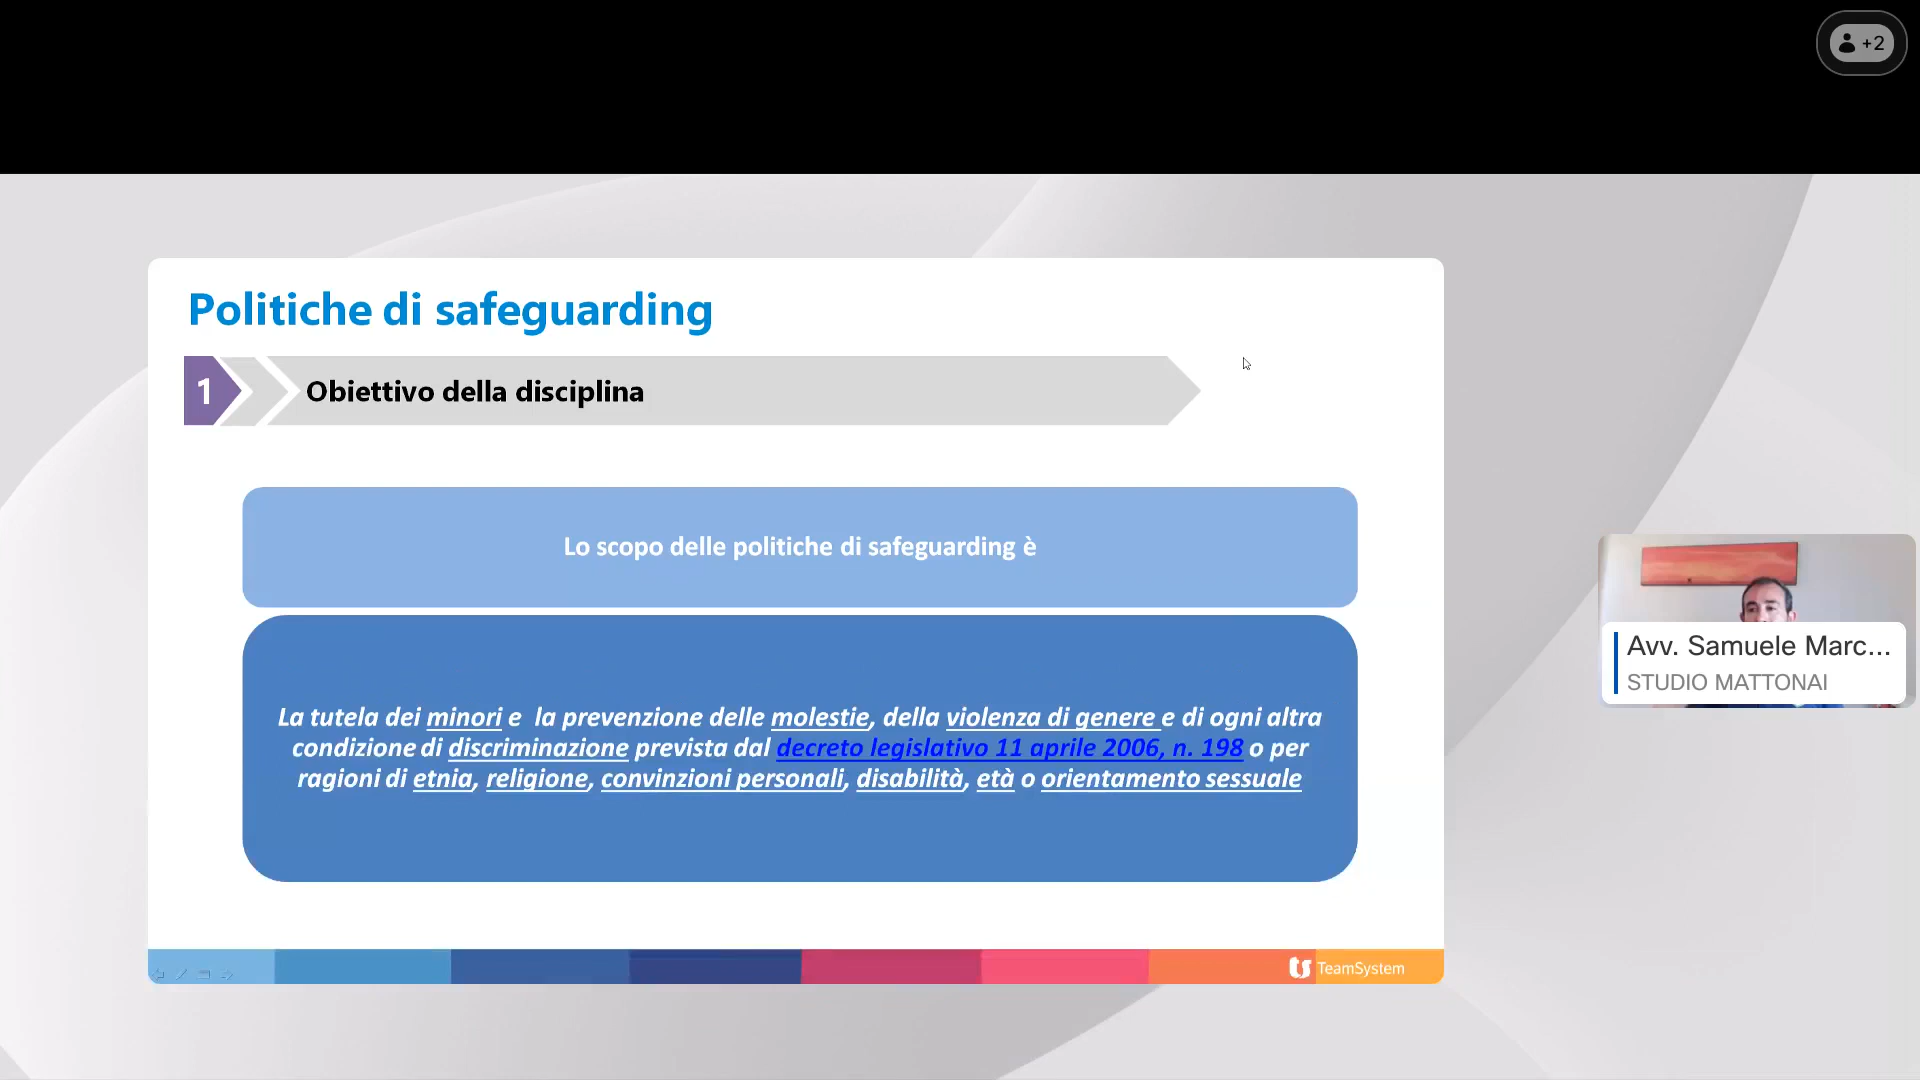 +2
Politiche di safeguarding
1
Obiettivo della disciplina
Lo scopo delle politiche di safeguarding è
La tutela dei minori e la prevenzione delle molestie, della violenza di genere e di ogni altra
condizione di discriminazione prevista dal decreto legislativo 11 aprile 2006, n. 198 o per
ragioni di etnia, religione, convinzioni personali, disabilità, età o orientamento sessuale
Avv. Samuele Marc...
STUDIO MATTONAI
TeamSystem